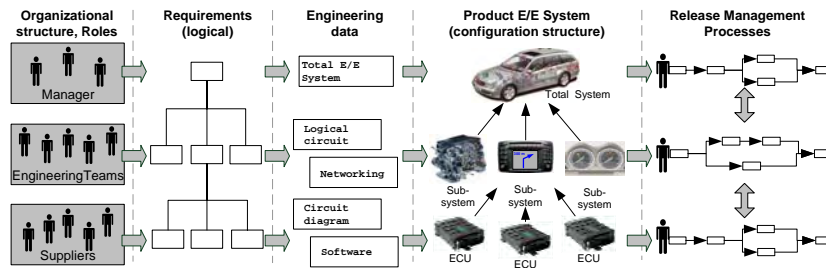 Organizational
structure, Roles
Requirements
(logical)
Engineering
data
Product E/E System
(configuration structure)
Release Management
Processes
Manager
Total E/E
System
Total System
EngineeringTeams
Logical
circuit
Networking
Sub-
system
Sub-
system
Sub-
system
Suppliers
Circuit
diagram
Software
ECU
ECU
ECU